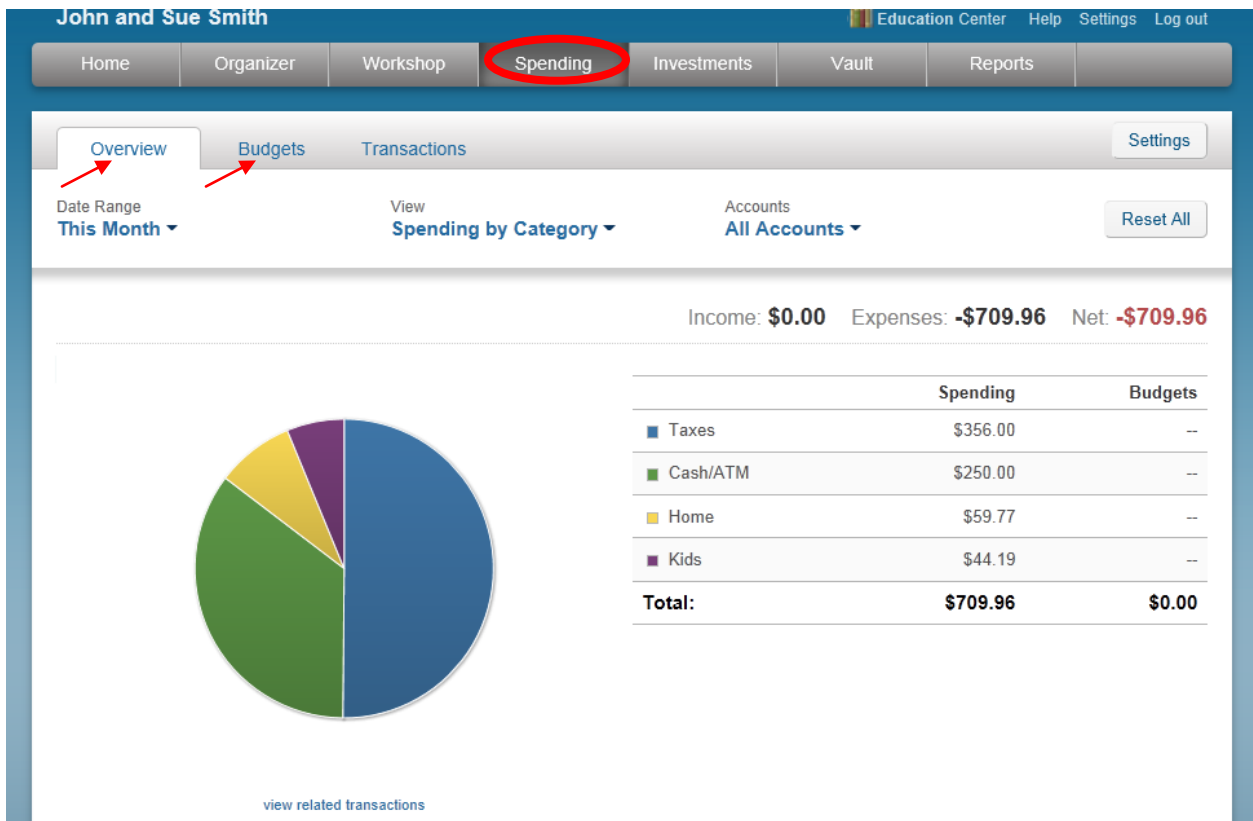 John and Sue Smith Education Center Help Settings Log out
Home Organizer Workshop Spending Investments Vault Reports
Overview Budgets Transactions Settings
Date Range View Accounts
This Month Spending by Category All Accounts Reset All
Income: $0.00 Expenses: -$709.96 Net: -$709.96
Spending Budgets
Taxes $356.00 --
Cash/ATM $250.00 --
Home $59.77 --
Kids $44.19 --
Total: $709.96 $0.00
view related transactions